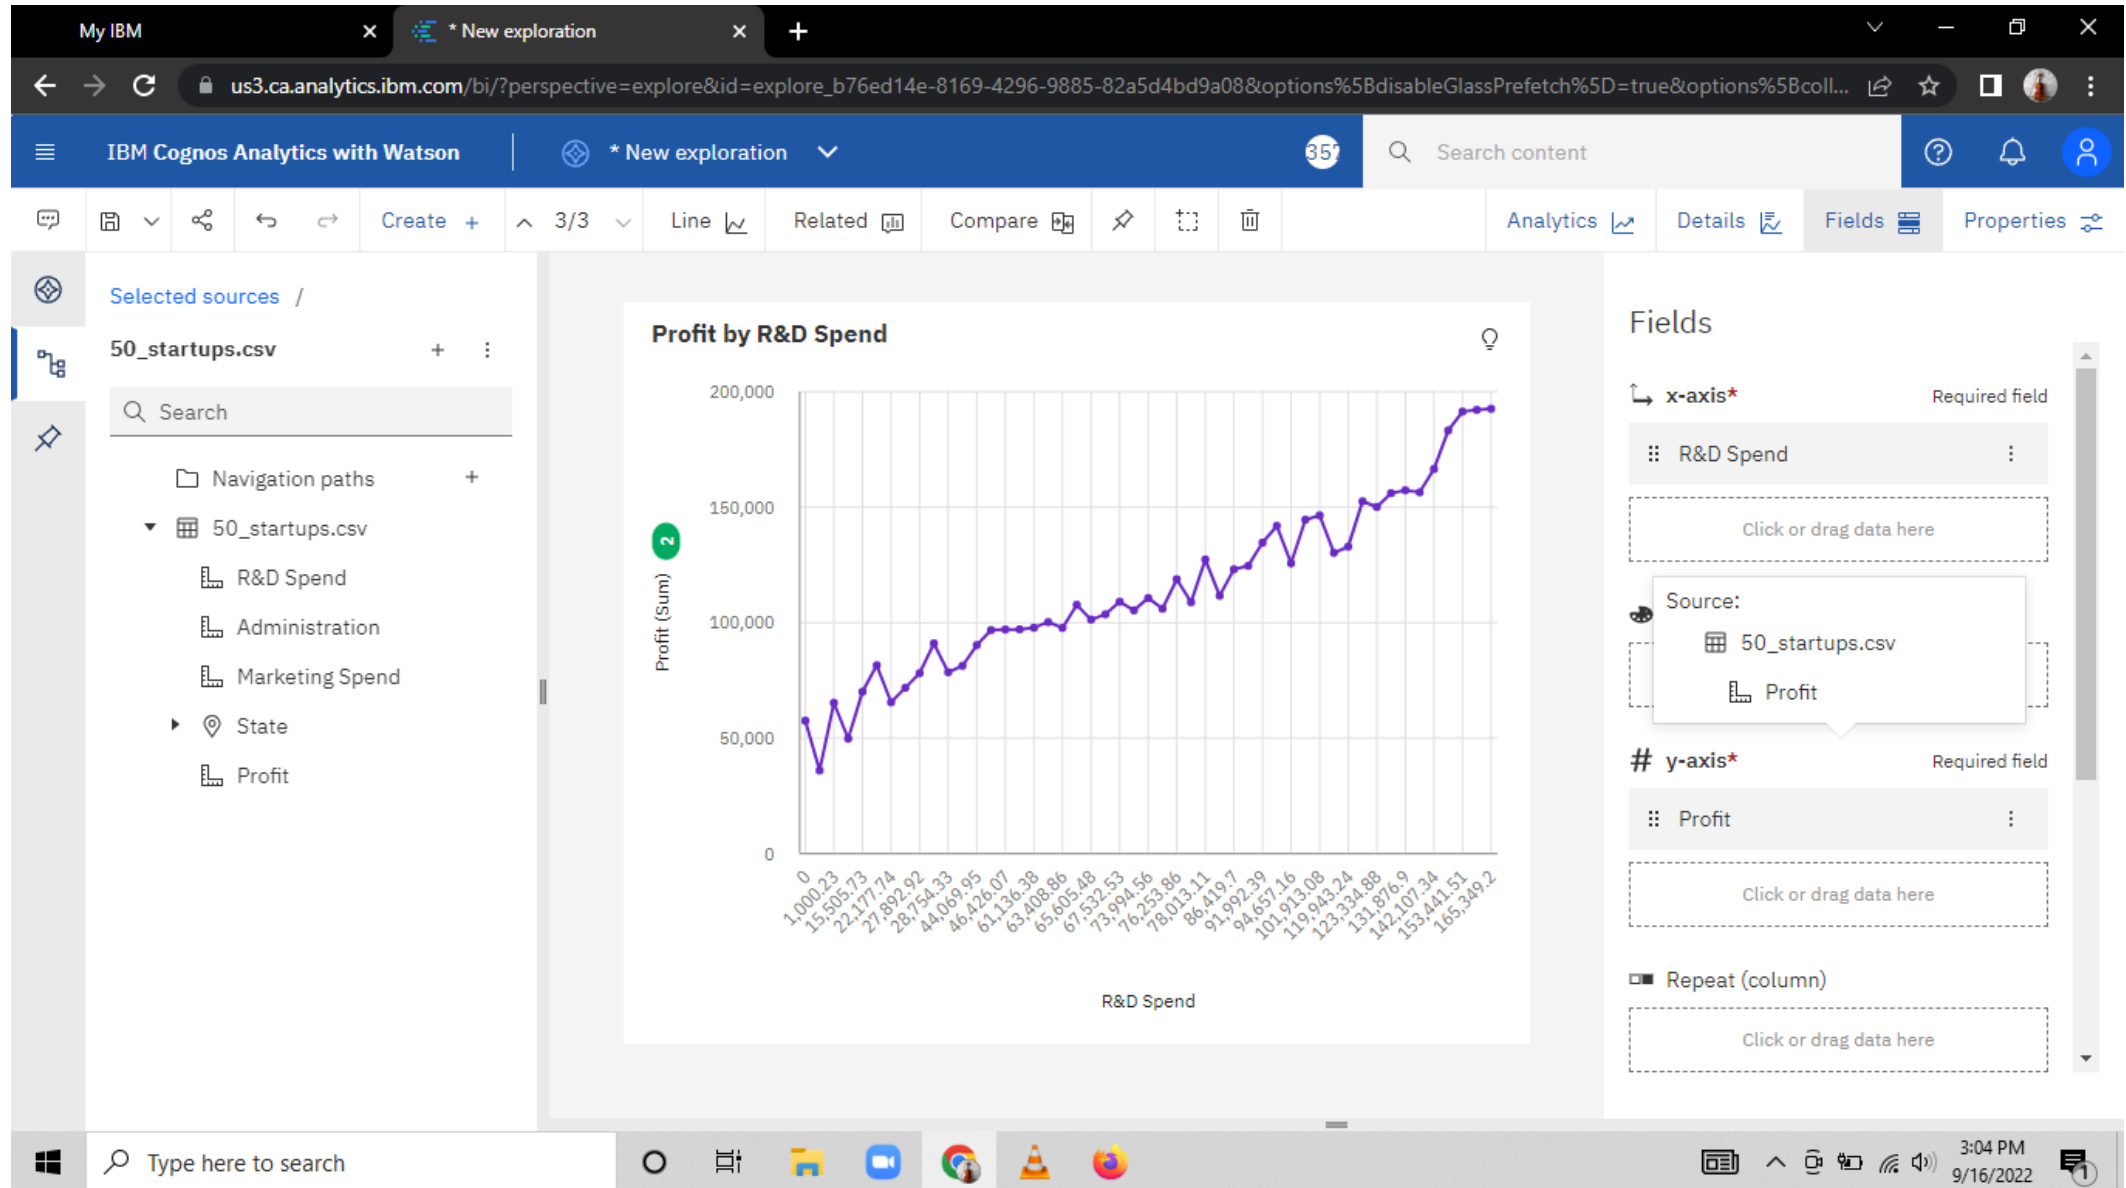 My IBM
* New exploration
us3.ca.analytics.ibm.com/bi/?perspective=explore&id=explore_b76ed14e-8169-4296-9885-82a5d4bd9a08&options%5BdisableGlassPrefetch%5D=true&options%5Bcoll...
IBM Cognos Analytics with Watson
* New exploration
357
Search content
Create +
3/3
Line
Related
Compare
Analytics
Details
Fields
Properties
Selected sources /
50_startups.csv
Search
Navigation paths
50_startups.csv
R&D Spend
Administration
Marketing Spend
State
Profit
Profit by R&D Spend
200,000
150,000
100,000
50,000
0
2
Profit (Sum)
0
1,000.23
15,505.73
22,177.74
27,892.92
28,754.33
44,069.95
46,426.07
61,136.38
63,408.86
65,605.48
67,532.53
73,994.56
76,253.86
78,013.11
86,419.7
91,992.39
94,657.16
101,913.08
119,943.24
123,334.88
131,876.9
142,107.34
153,441.51
165,349.2
R&D Spend
Fields
x-axis*
Required field
R&D Spend
Click or drag data here
Source:
50_startups.csv
Profit
y-axis*
Required field
Profit
Click or drag data here
Repeat (column)
Click or drag data here
Type here to search
3:04 PM
9/16/2022
1